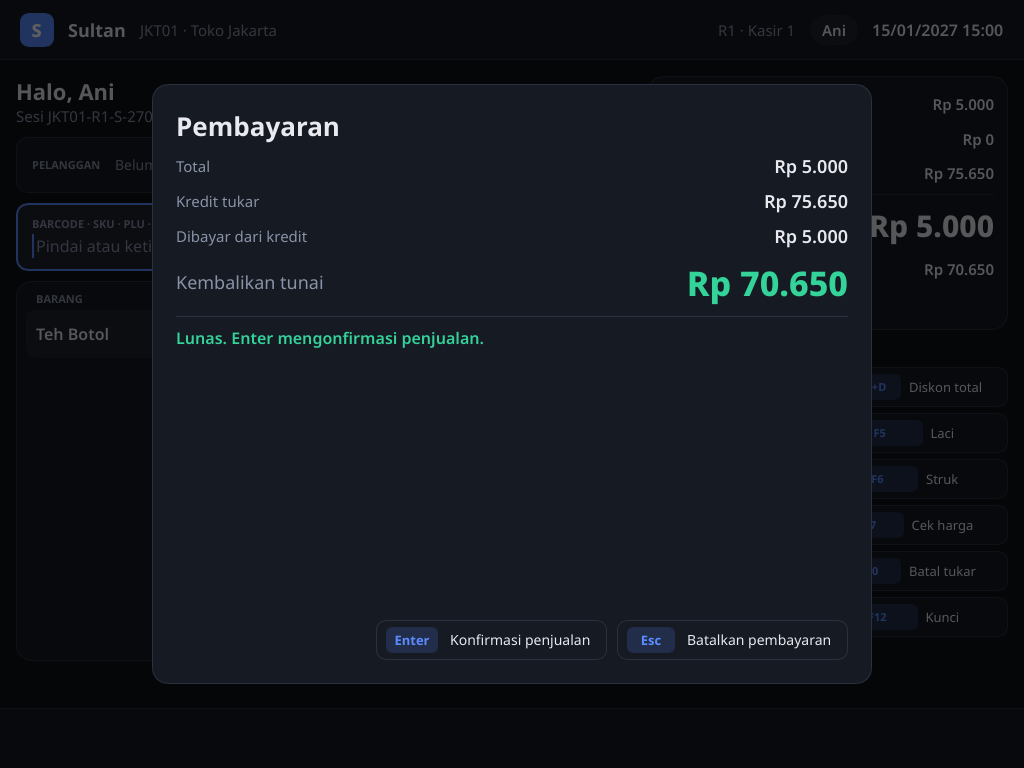 S Sultan JKT01 · Toko Jakarta R1 · Kasir 1 Ani 15/01/2027 15:00
Halo, Ani
Sesi JKT01-R1-S-270
PELANGGAN
BARCODE · SKU · PLU ·
Pindai atau keti
BARANG
Teh Botol
Rp 5.000
Rp 0
Rp 75.650
Rp 5.000
Rp 70.650
Pembayaran
Total Rp 5.000
Kredit tukar Rp 75.650
Dibayar dari kredit Rp 5.000
Kembalikan tunai Rp 70.650
Lunas. Enter mengonfirmasi penjualan.
Enter Konfirmasi penjualan Esc Batalkan pembayaran
+D Diskon total
F5 Laci
F6 Struk
Cek harga
Batal tukar
F12 Kunci